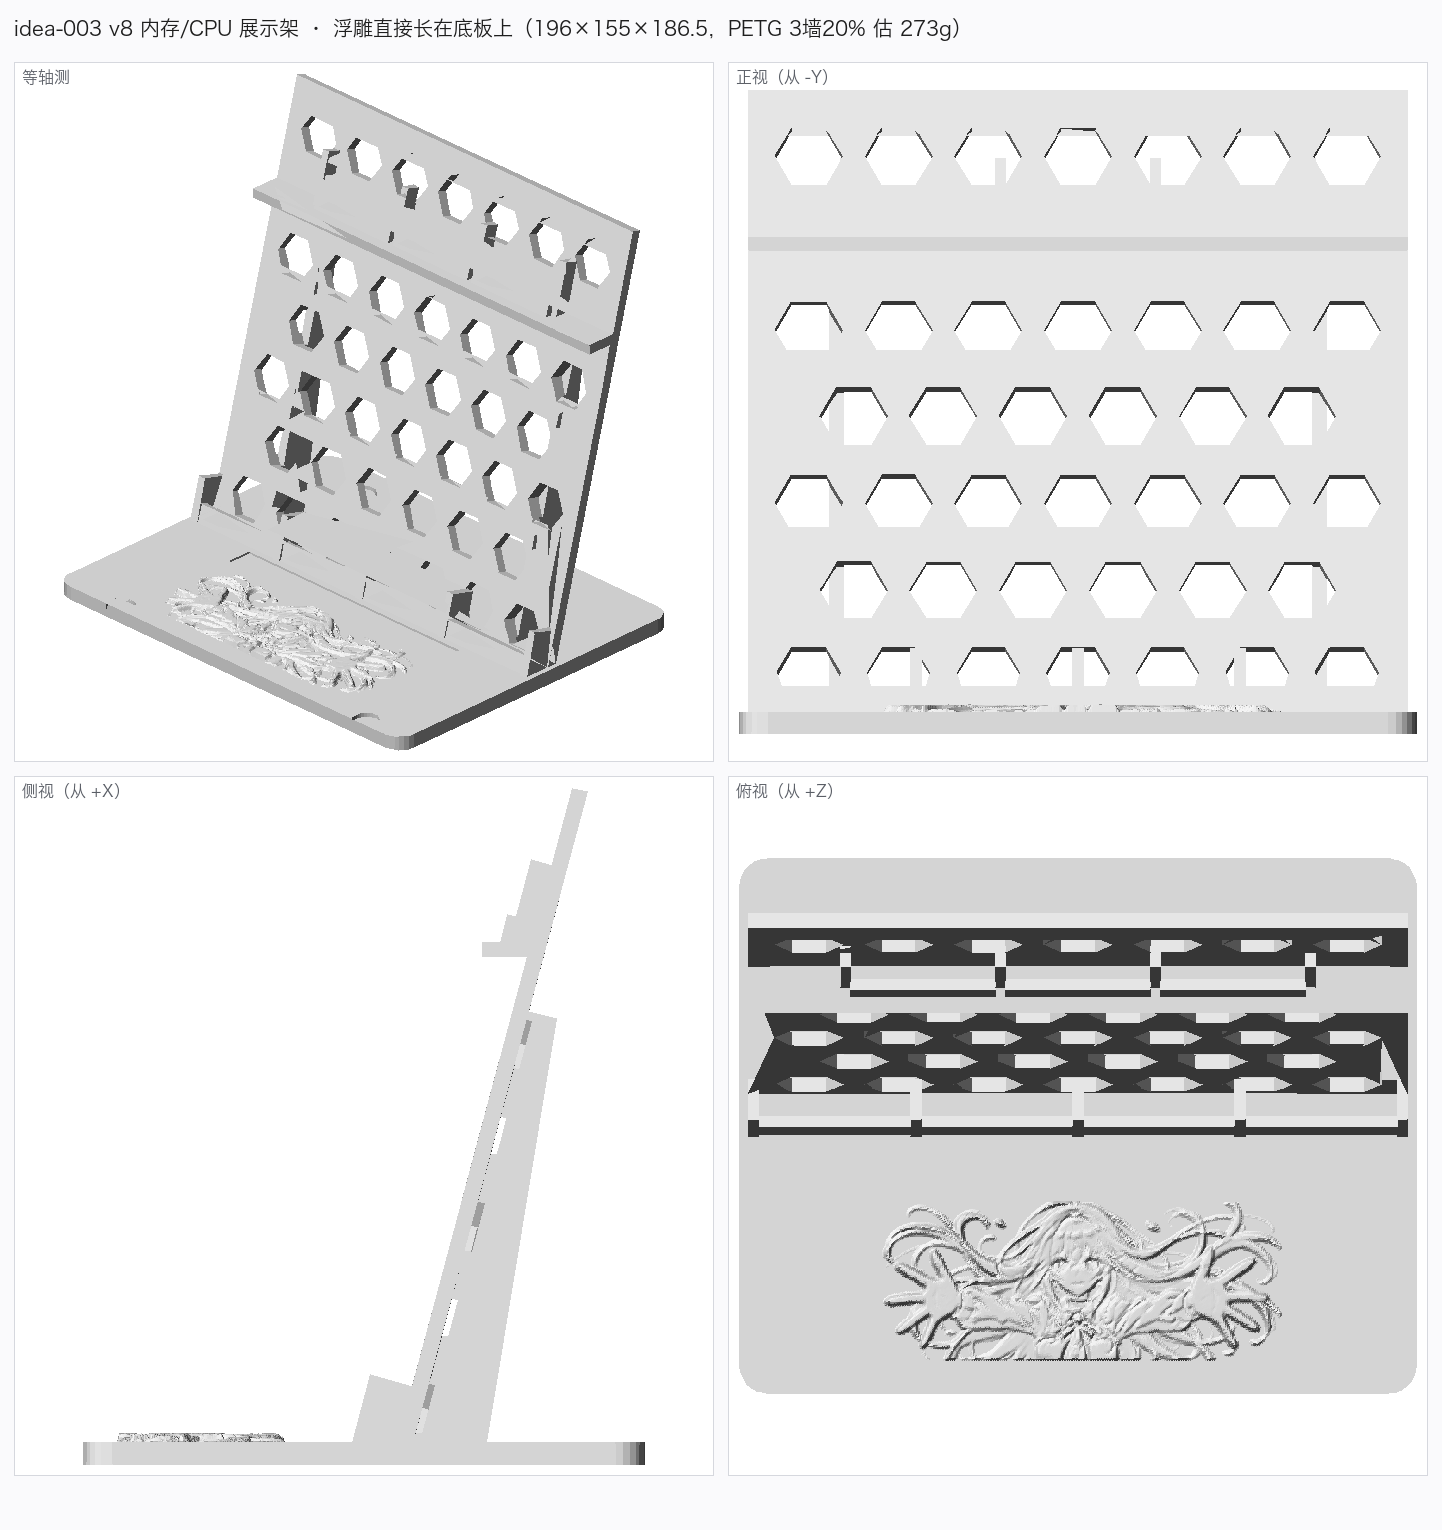 idea-003 v8 内存/CPU 展示架 · 浮雕直接长在底板上（196×155×186.5，PETG 3墙20% 估 273g）
等轴测
正视（从 -Y）
侧视（从 +X）
俯视（从 +Z）